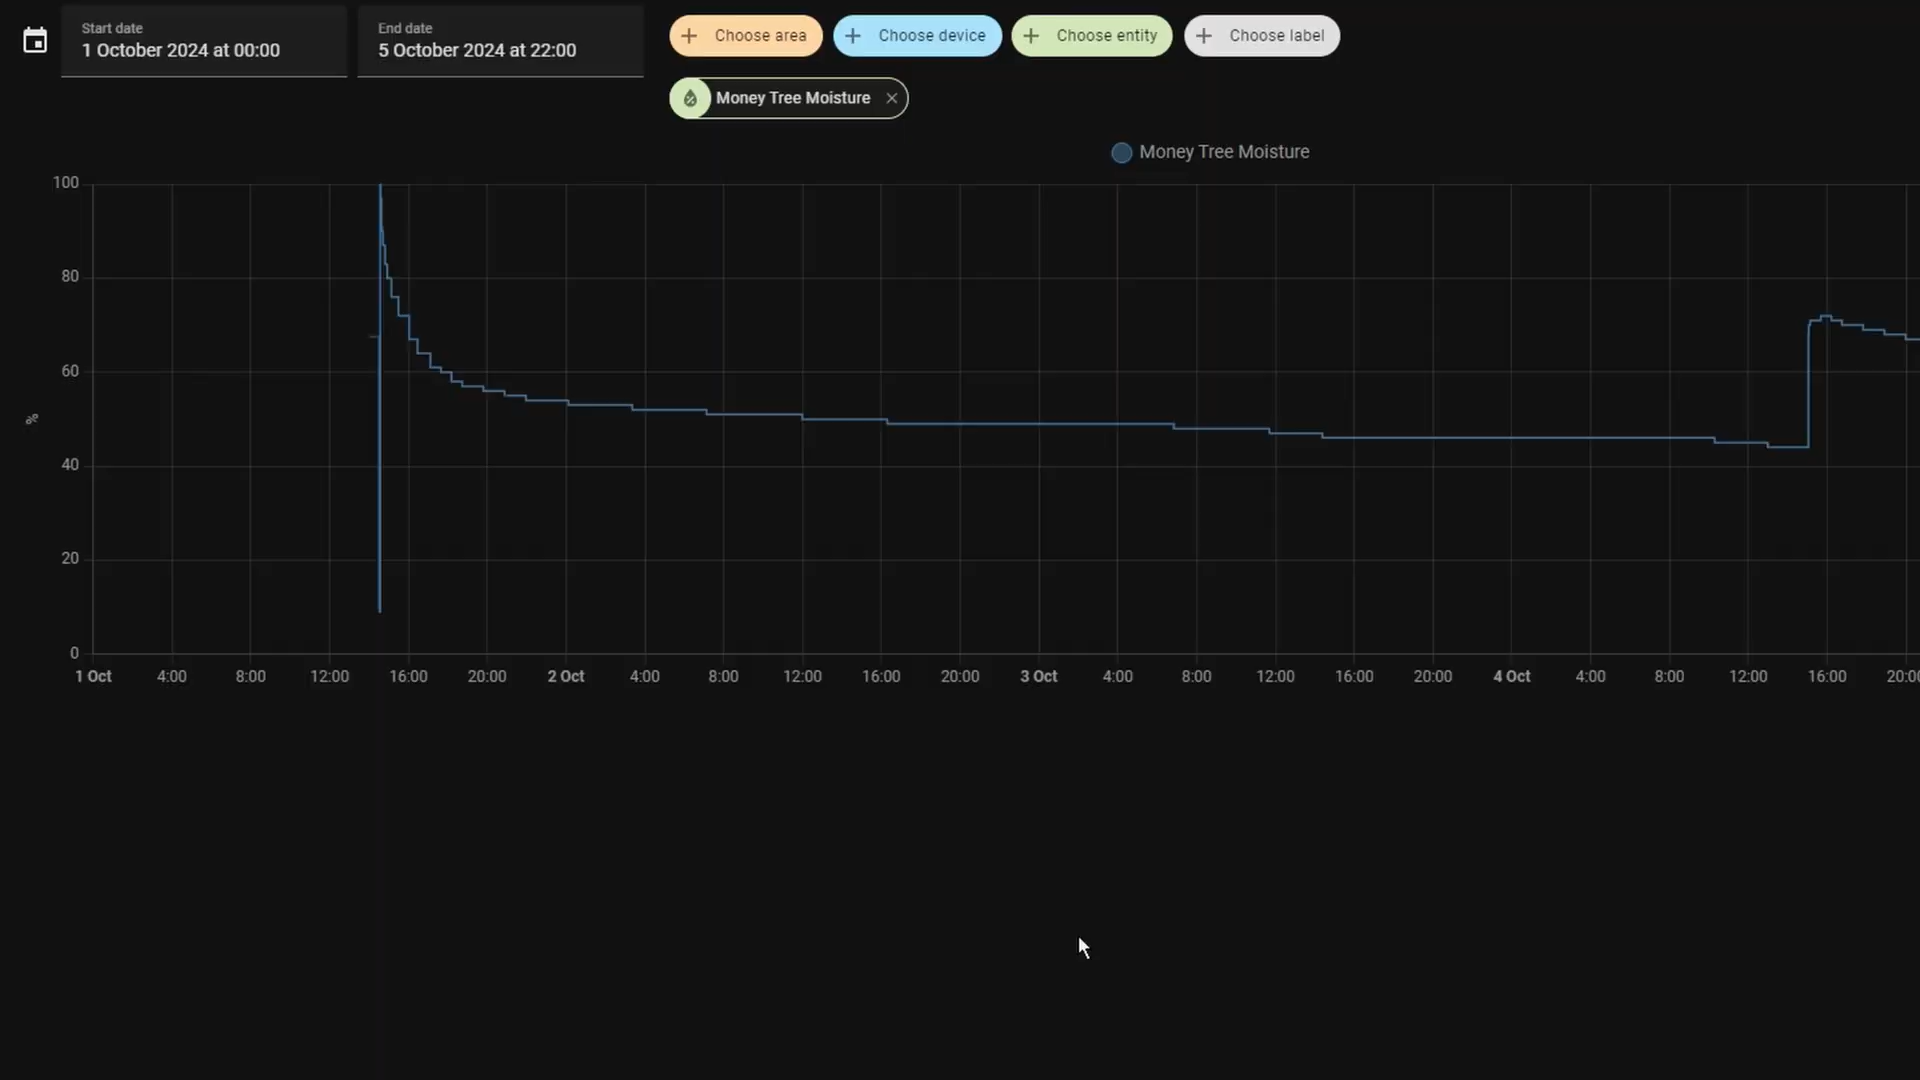 Start date
1 October 2024 at 00:00
End date
5 October 2024 at 22:00
Choose area
Choose device
Choose entity
Choose label
Money Tree Moisture
Money Tree Moisture
100
80
60
40
20
0
%
1 Oct 4:00 8:00 12:00 16:00 20:00 2 Oct 4:00 8:00 12:00 16:00 20:00 3 Oct 4:00 8:00 12:00 16:00 20:00 4 Oct 4:00 8:00 12:00 16:00 20:00